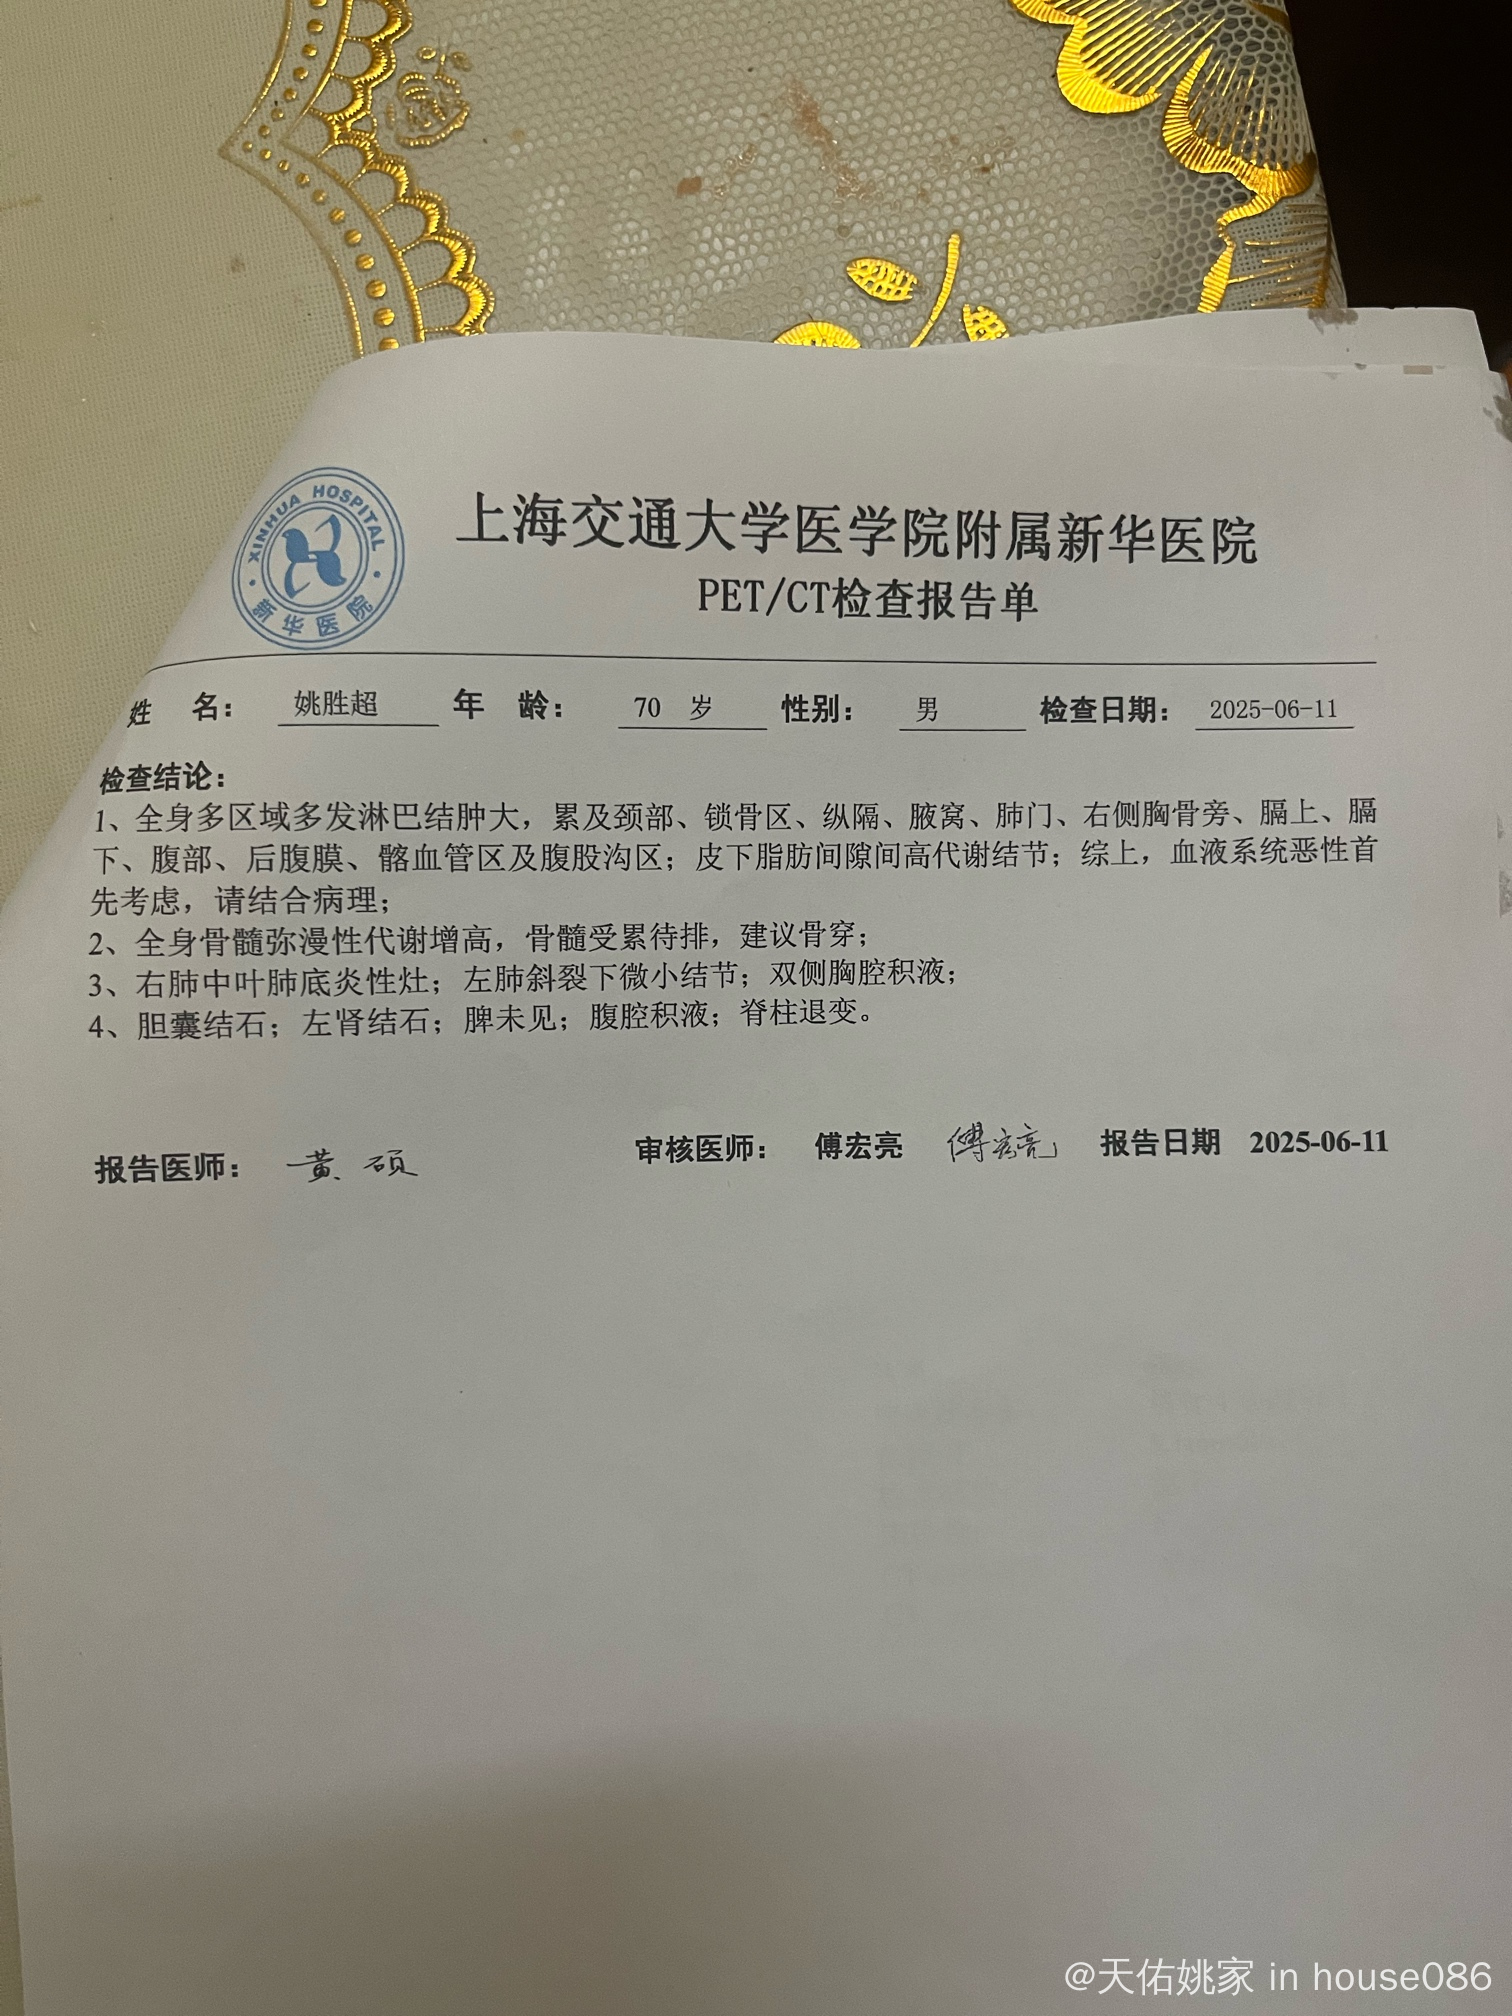 XINHUA HOSPITAL
新华医院
上海交通大学医学院附属新华医院
PET/CT检查报告单
姓 名： 姚胜超 年 龄： 70 岁 性别： 男 检查日期： 2025-06-11
检查结论：
1、全身多区域多发淋巴结肿大，累及颈部、锁骨区、纵隔、腋窝、肺门、右侧胸骨旁、膈上、膈
下、腹部、后腹膜、髂血管区及腹股沟区；皮下脂肪间隙间高代谢结节；综上，血液系统恶性首
先考虑，请结合病理；
2、全身骨髓弥漫性代谢增高，骨髓受累待排，建议骨穿；
3、右肺中叶肺底炎性灶；左肺斜裂下微小结节；双侧胸腔积液；
4、胆囊结石；左肾结石；脾未见；腹腔积液；脊柱退变。
报告医师： 黄硕 审核医师： 傅宏亮 傅宏亮 报告日期 2025-06-11
@天佑姚家 in house086